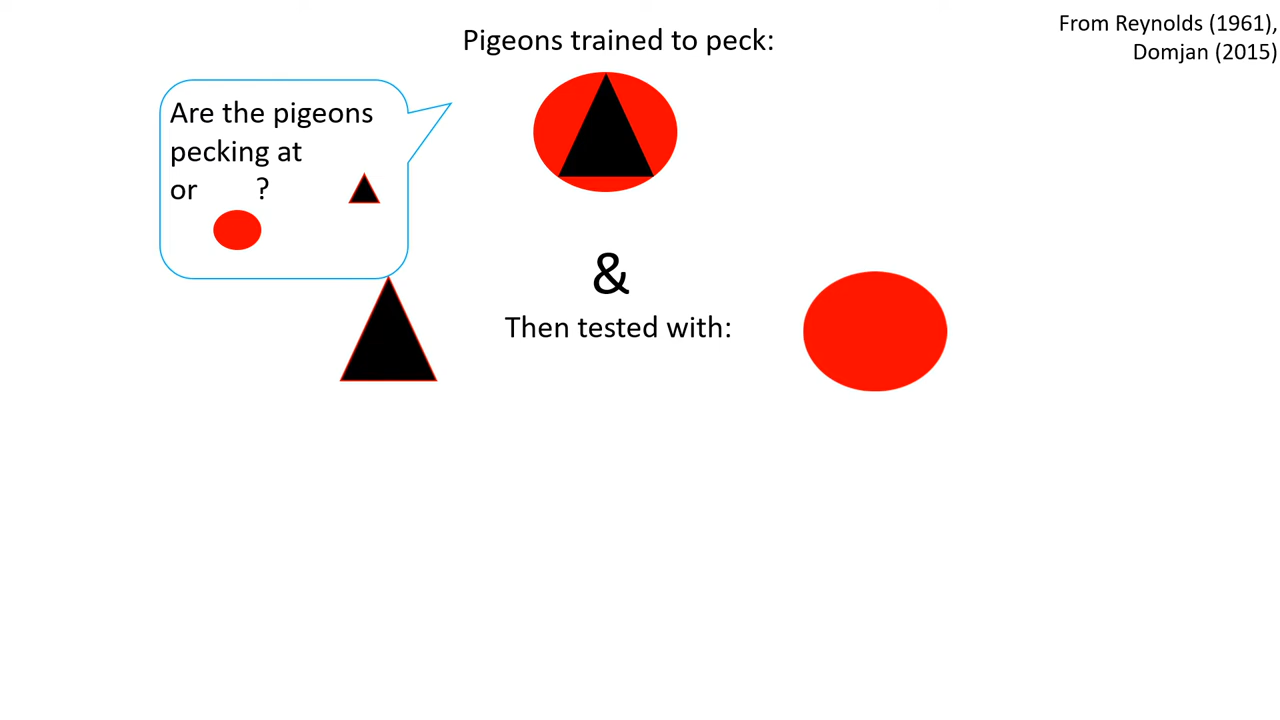 Pigeons trained to peck:
From Reynolds (1961),
Domjan (2015)
Are the pigeons
pecking at
or ?
&
Then tested with: